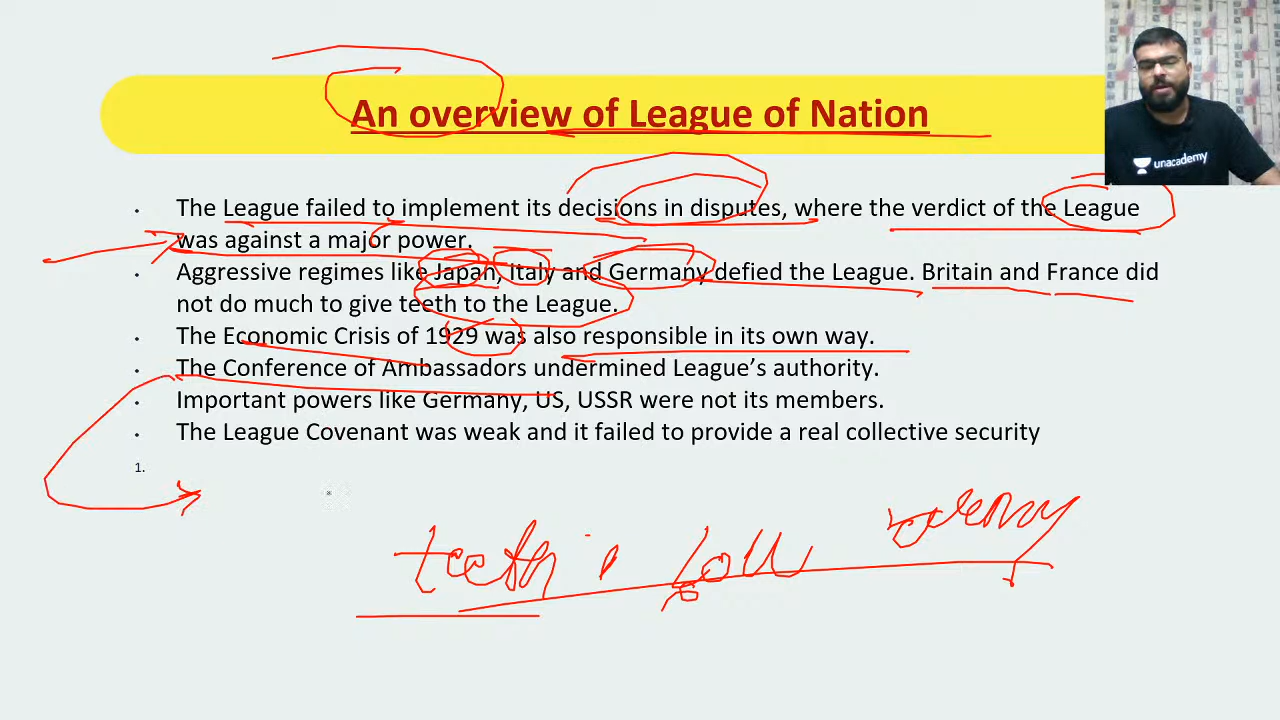 An overview of League of Nation
unacademy
• The League failed to implement its decisions in disputes, where the verdict of the League
was against a major power.
• Aggressive regimes like Japan, Italy and Germany defied the League. Britain and France did
not do much to give teeth to the League.
• The Economic Crisis of 1929 was also responsible in its own way.
• The Conference of Ambassadors undermined League's authority.
• Important powers like Germany, US, USSR were not its members.
• The League Covenant was weak and it failed to provide a real collective security
1.
teeth